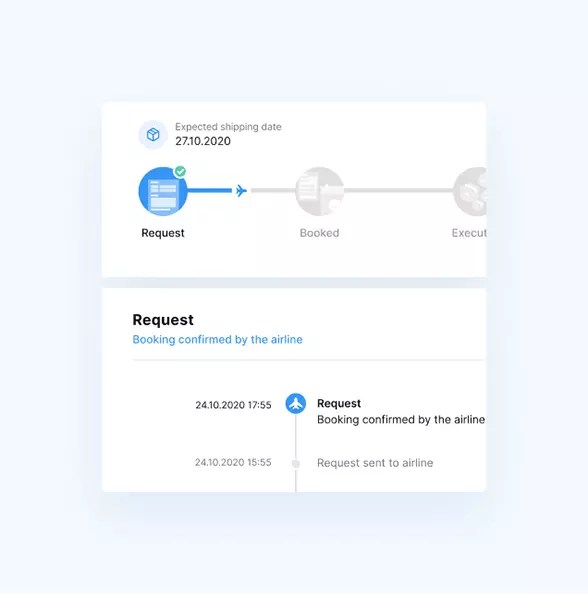 Expected shipping date
27.10.2020
Request
Booked
Execut
Request
Booking confirmed by the airline
24.10.2020 17:55
Request
Booking confirmed by the airline
24.10.2020 15:55
Request sent to airline